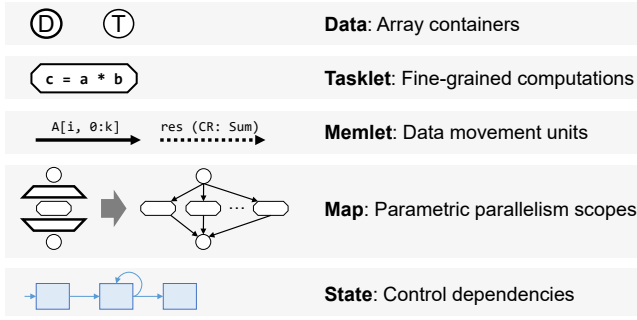 D T Data: Array containers
c = a * b Tasklet: Fine-grained computations
A[i, 0:k] res (CR: Sum) Memlet: Data movement units
... Map: Parametric parallelism scopes
State: Control dependencies